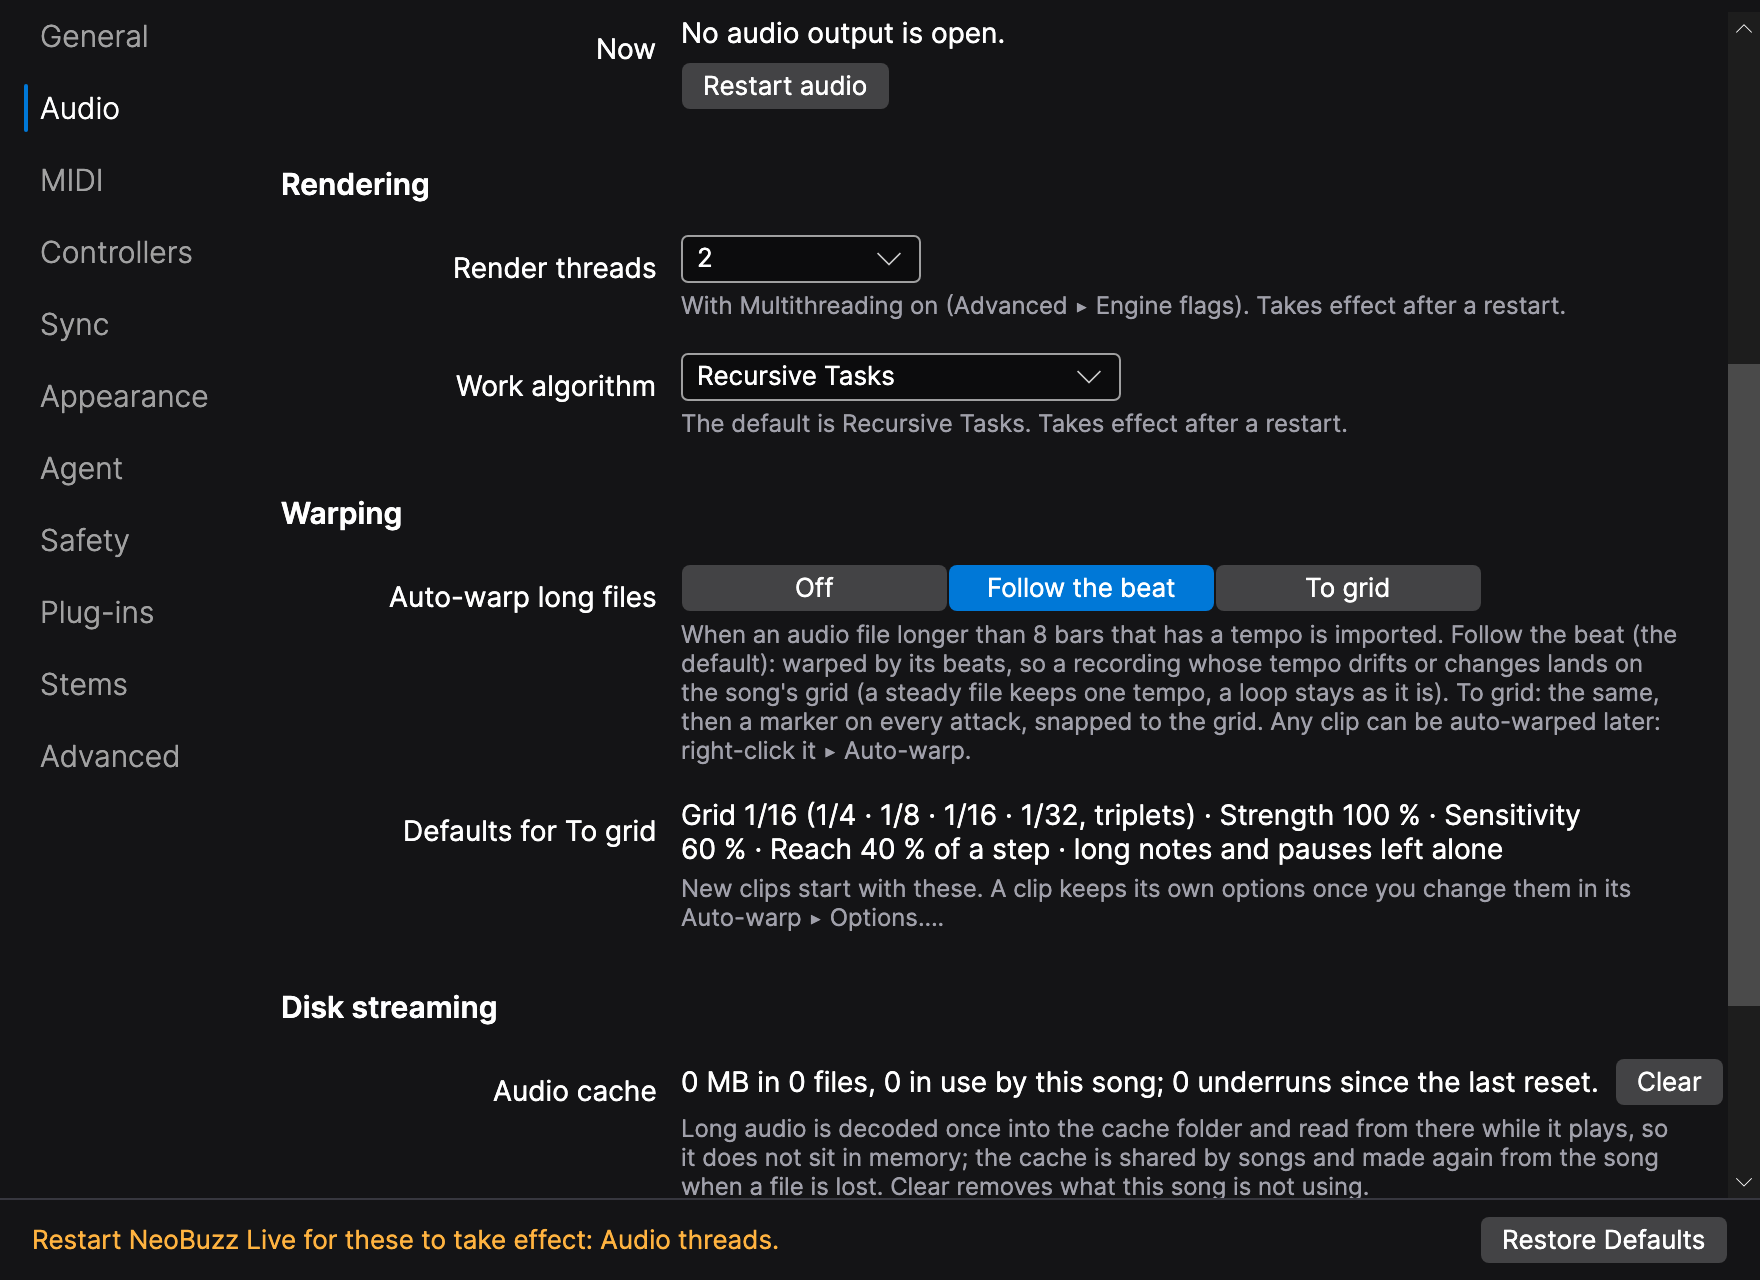 General
Audio
MIDI
Controllers
Sync
Appearance
Agent
Safety
Plug-ins
Stems
Advanced
Now
No audio output is open.
Restart audio
Rendering
Render threads
2
With Multithreading on (Advanced ▸ Engine flags). Takes effect after a restart.
Work algorithm
Recursive Tasks
The default is Recursive Tasks. Takes effect after a restart.
Warping
Auto-warp long files
Off
Follow the beat
To grid
When an audio file longer than 8 bars that has a tempo is imported. Follow the beat (the
default): warped by its beats, so a recording whose tempo drifts or changes lands on
the song's grid (a steady file keeps one tempo, a loop stays as it is). To grid: the same,
then a marker on every attack, snapped to the grid. Any clip can be auto-warped later:
right-click it ▸ Auto-warp.
Defaults for To grid
Grid 1/16 (1/4 · 1/8 · 1/16 · 1/32, triplets) · Strength 100 % · Sensitivity
60 % · Reach 40 % of a step · long notes and pauses left alone
New clips start with these. A clip keeps its own options once you change them in its
Auto-warp ▸ Options....
Disk streaming
Audio cache
0 MB in 0 files, 0 in use by this song; 0 underruns since the last reset.
Clear
Long audio is decoded once into the cache folder and read from there while it plays, so
it does not sit in memory; the cache is shared by songs and made again from the song
when a file is lost. Clear removes what this song is not using.
Restart NeoBuzz Live for these to take effect: Audio threads.
Restore Defaults